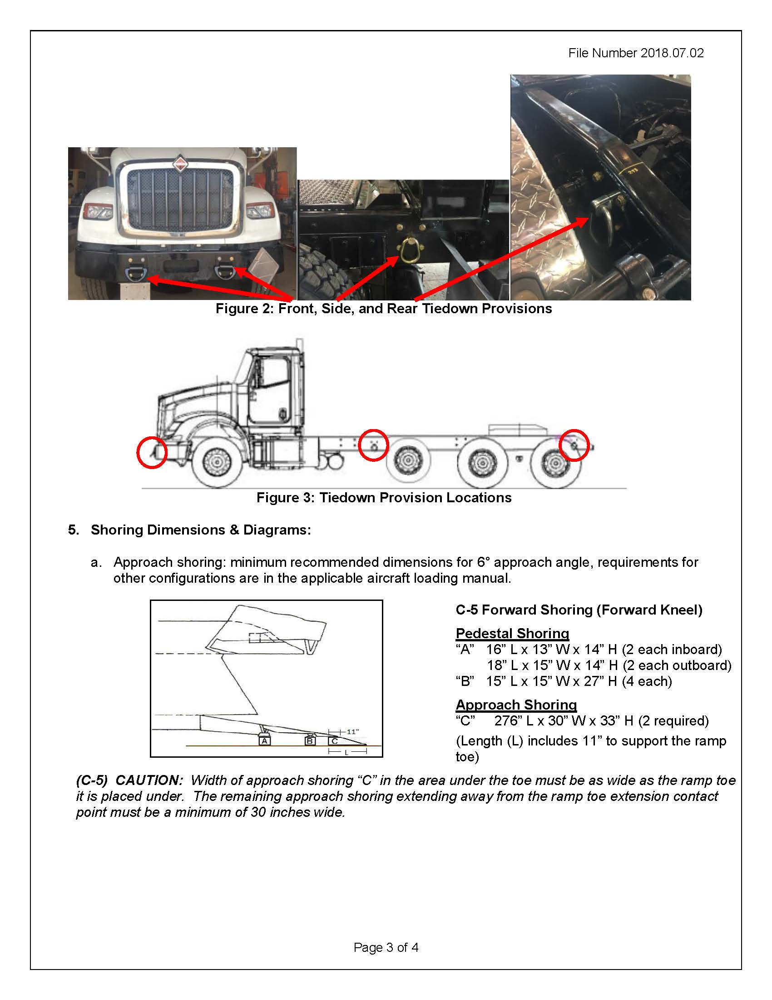 File Number 2018.07.02
293
Figure 2: Front, Side, and Rear Tiedown Provisions
Figure 3: Tiedown Provision Locations
5. Shoring Dimensions & Diagrams:
a. Approach shoring: minimum recommended dimensions for 6° approach angle, requirements for
other configurations are in the applicable aircraft loading manual.
11"
A
B
C
L
C-5 Forward Shoring (Forward Kneel)
Pedestal Shoring
“A” 16” L x 13” W x 14” H (2 each inboard)
18” L x 15” W x 14” H (2 each outboard)
“B” 15” L x 15” W x 27” H (4 each)
Approach Shoring
“C” 276” L x 30” W x 33” H (2 required)
(Length (L) includes 11” to support the ramp
toe)
(C-5) CAUTION: Width of approach shoring “C” in the area under the toe must be as wide as the ramp toe
it is placed under. The remaining approach shoring extending away from the ramp toe extension contact
point must be a minimum of 30 inches wide.
Page 3 of 4